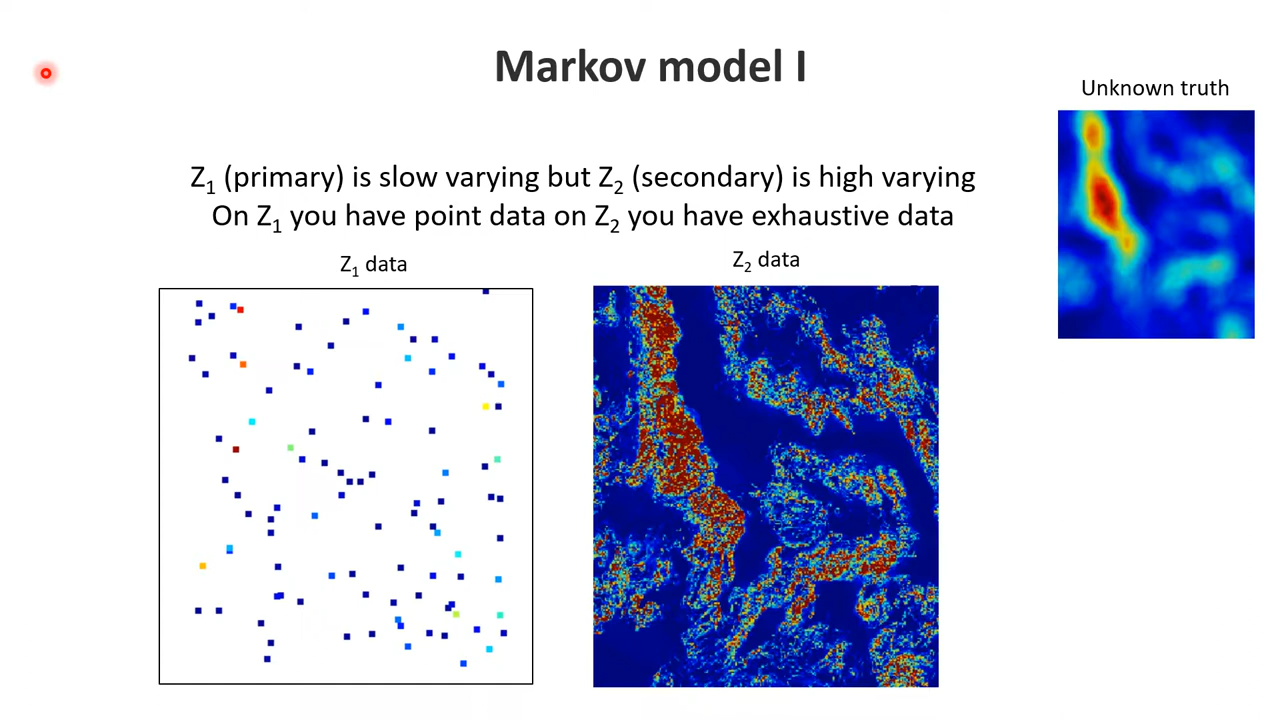 Markov model I
Unknown truth
Z₁ (primary) is slow varying but Z₂ (secondary) is high varying
On Z₁ you have point data on Z₂ you have exhaustive data
Z₁ data
Z₂ data